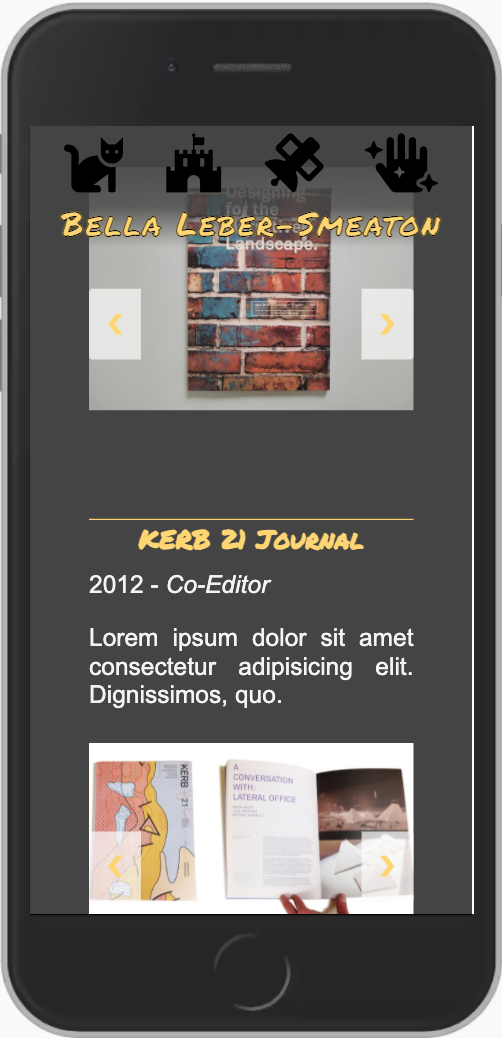 Designing
for the
Landscape.
Bella Leber-Smeaton
KERB 21 Journal
2012 - Co-Editor
Lorem ipsum dolor sit amet
consectetur adipisicing elit.
Dignissimos, quo.
KERB 21
A
CONVERSATION
WITH:
LATERAL OFFICE